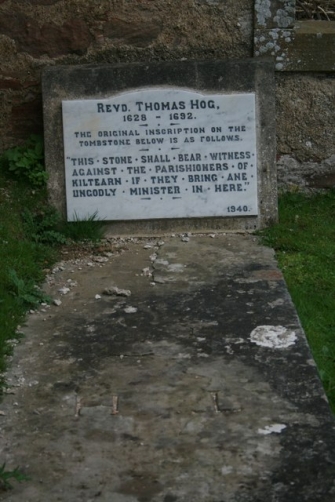 REVD. THOMAS HOG,
1628 - 1692.
THE ORIGINAL INSCRIPTION ON THE
TOMBSTONE BELOW IS AS FOLLOWS.
"THIS · STONE · SHALL · BEAR · WITNESS
AGAINST · THE · PARISHIONERS · OF
KILTEARN · IF · THEY · BRING · ANE
UNGODLY · MINISTER · IN · HERE."
1940.